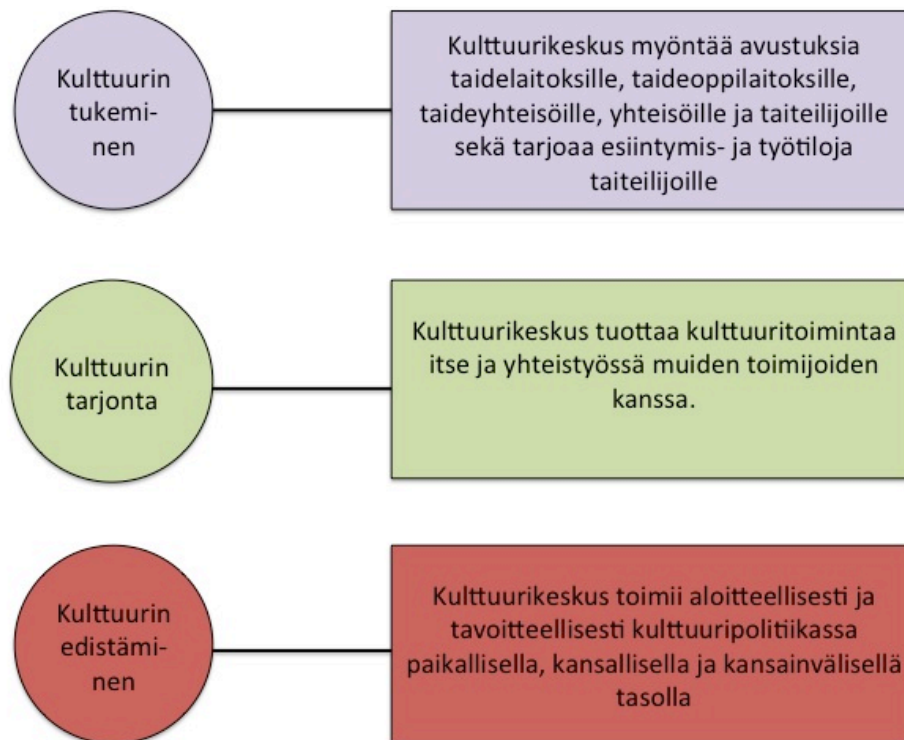 Kulttuurin
tukemi-
nen
Kulttuurikeskus myöntää avustuksia
taidelaitoksille, taideoppilaitoksille,
taideyhteisöille, yhteisöille ja taiteilijoille
sekä tarjoaa esiintymis- ja työtiloja
taiteilijoille
Kulttuurin
tarjonta
Kulttuurikeskus tuottaa kulttuuritoimintaa
itse ja yhteistyössä muiden toimijoiden
kanssa.
Kulttuurin
edistämi-
nen
Kulttuurikeskus toimii aloitteellisesti ja
tavoitteellisesti kulttuuripolitiikassa
paikallisella, kansallisella ja kansainvälisellä
tasolla